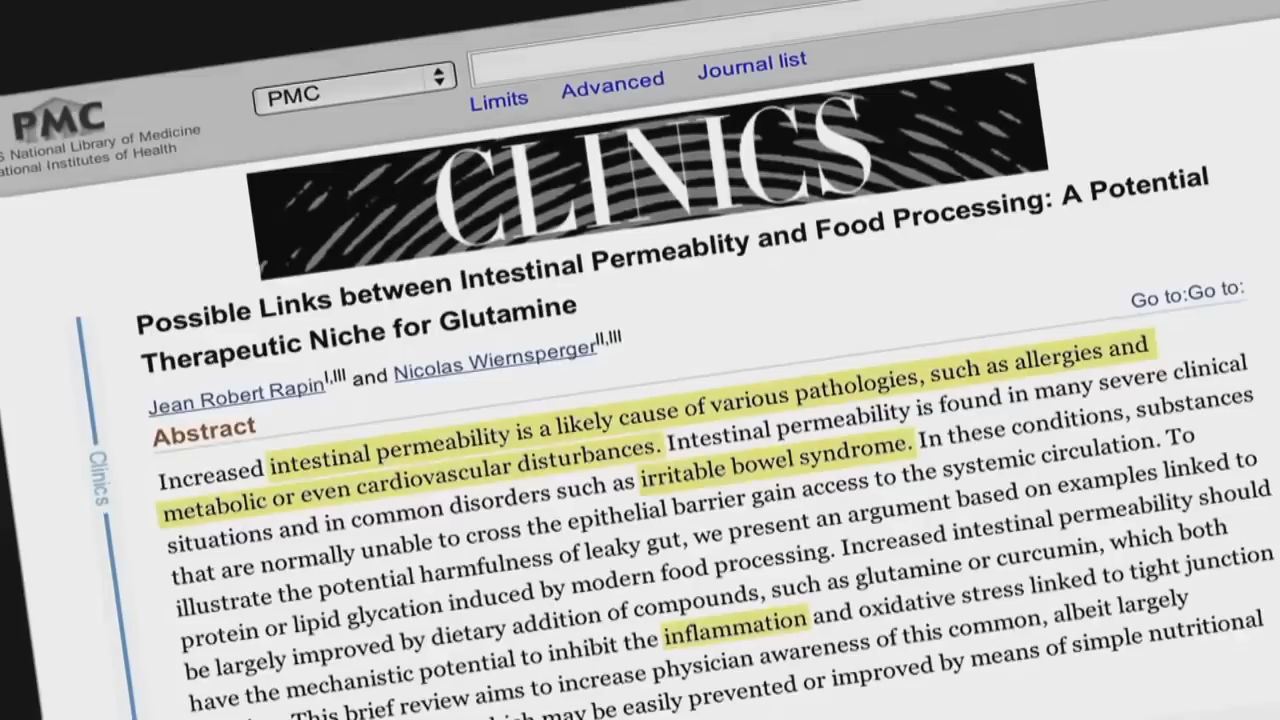 PMC
PMC
Limits Advanced Journal list
National Library of Medicine
National Institutes of Health
CLINICS
Possible Links between Intestinal Permeablity and Food Processing: A Potential
Therapeutic Niche for Glutamine
Go to:Go to:
Jean Robert RapinI,III and Nicolas WiernspergerII,III
Abstract
Increased intestinal permeability is a likely cause of various pathologies, such as allergies and
metabolic or even cardiovascular disturbances. Intestinal permeability is found in many severe clinical
situations and in common disorders such as irritable bowel syndrome. In these conditions, substances
that are normally unable to cross the epithelial barrier gain access to the systemic circulation. To
illustrate the potential harmfulness of leaky gut, we present an argument based on examples linked to
protein or lipid glycation induced by modern food processing. Increased intestinal permeability should
be largely improved by dietary addition of compounds, such as glutamine or curcumin, which both
have the mechanistic potential to inhibit the inflammation and oxidative stress linked to tight junction
This brief review aims to increase physician awareness of this common, albeit largely
may be easily prevented or improved by means of simple nutritional
Clinics